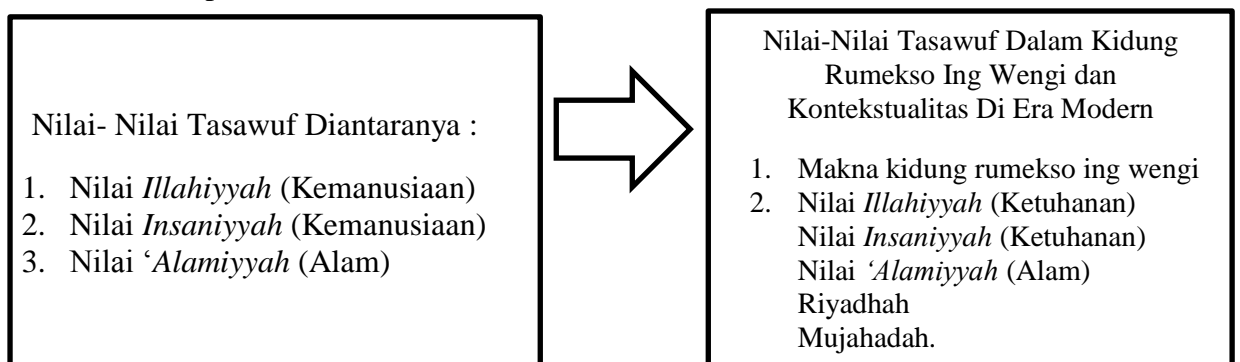 Nilai- Nilai Tasawuf Diantaranya :
1. Nilai Illahiyyah (Kemanusiaan)
2. Nilai Insaniyyah (Kemanusiaan)
3. Nilai ‘Alamiyyah (Alam)
Nilai-Nilai Tasawuf Dalam Kidung
Rumekso Ing Wengi dan
Kontekstualitas Di Era Modern
1. Makna kidung rumekso ing wengi
2. Nilai Illahiyyah (Ketuhanan)
Nilai Insaniyyah (Ketuhanan)
Nilai ‘Alamiyyah (Alam)
Riyadhah
Mujahadah.